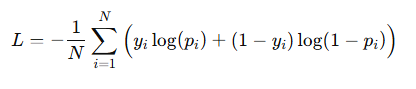 L = -\frac{1}{N} \sum_{i=1}^{N} \left( y_i \log(p_i) + (1 - y_i) \log(1 - p_i) \right)